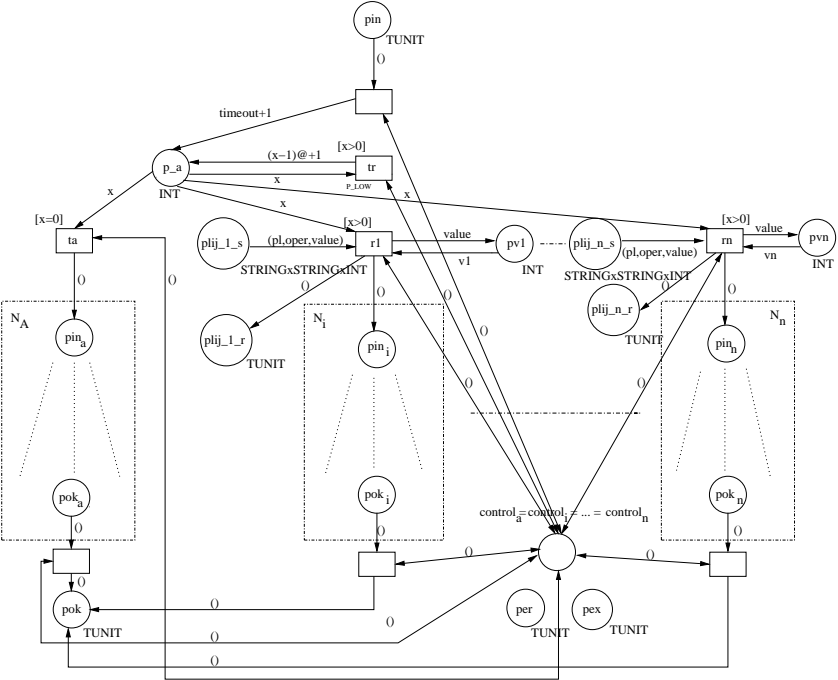 pin
TUNIT
()
timeout+1
[x>0]
(x−1)@+1
p_a
tr
x
P_LOW
INT
x
x
x
[x=0]
[x>0]
[x>0]
ta
plij_1_s
(pl,oper,value)
r1
value
pv1
plij_n_s
(pl,oper,value)
rn
value
pvn
v1
vn
STRINGxSTRINGxINT
INT
STRINGxSTRINGxINT
INT
()
()
()
()
()
()
()
()
plij_n_r
N_A
N_i
N_n
plij_1_r
TUNIT
TUNIT
pin_a
pin_i
pin_n
()
()
pok_a
pok_i
pok_n
control_a = control_i = ... = control_n
()
()
()
()
()
()
pok
()
per
pex
()
TUNIT
TUNIT
TUNIT
()
()